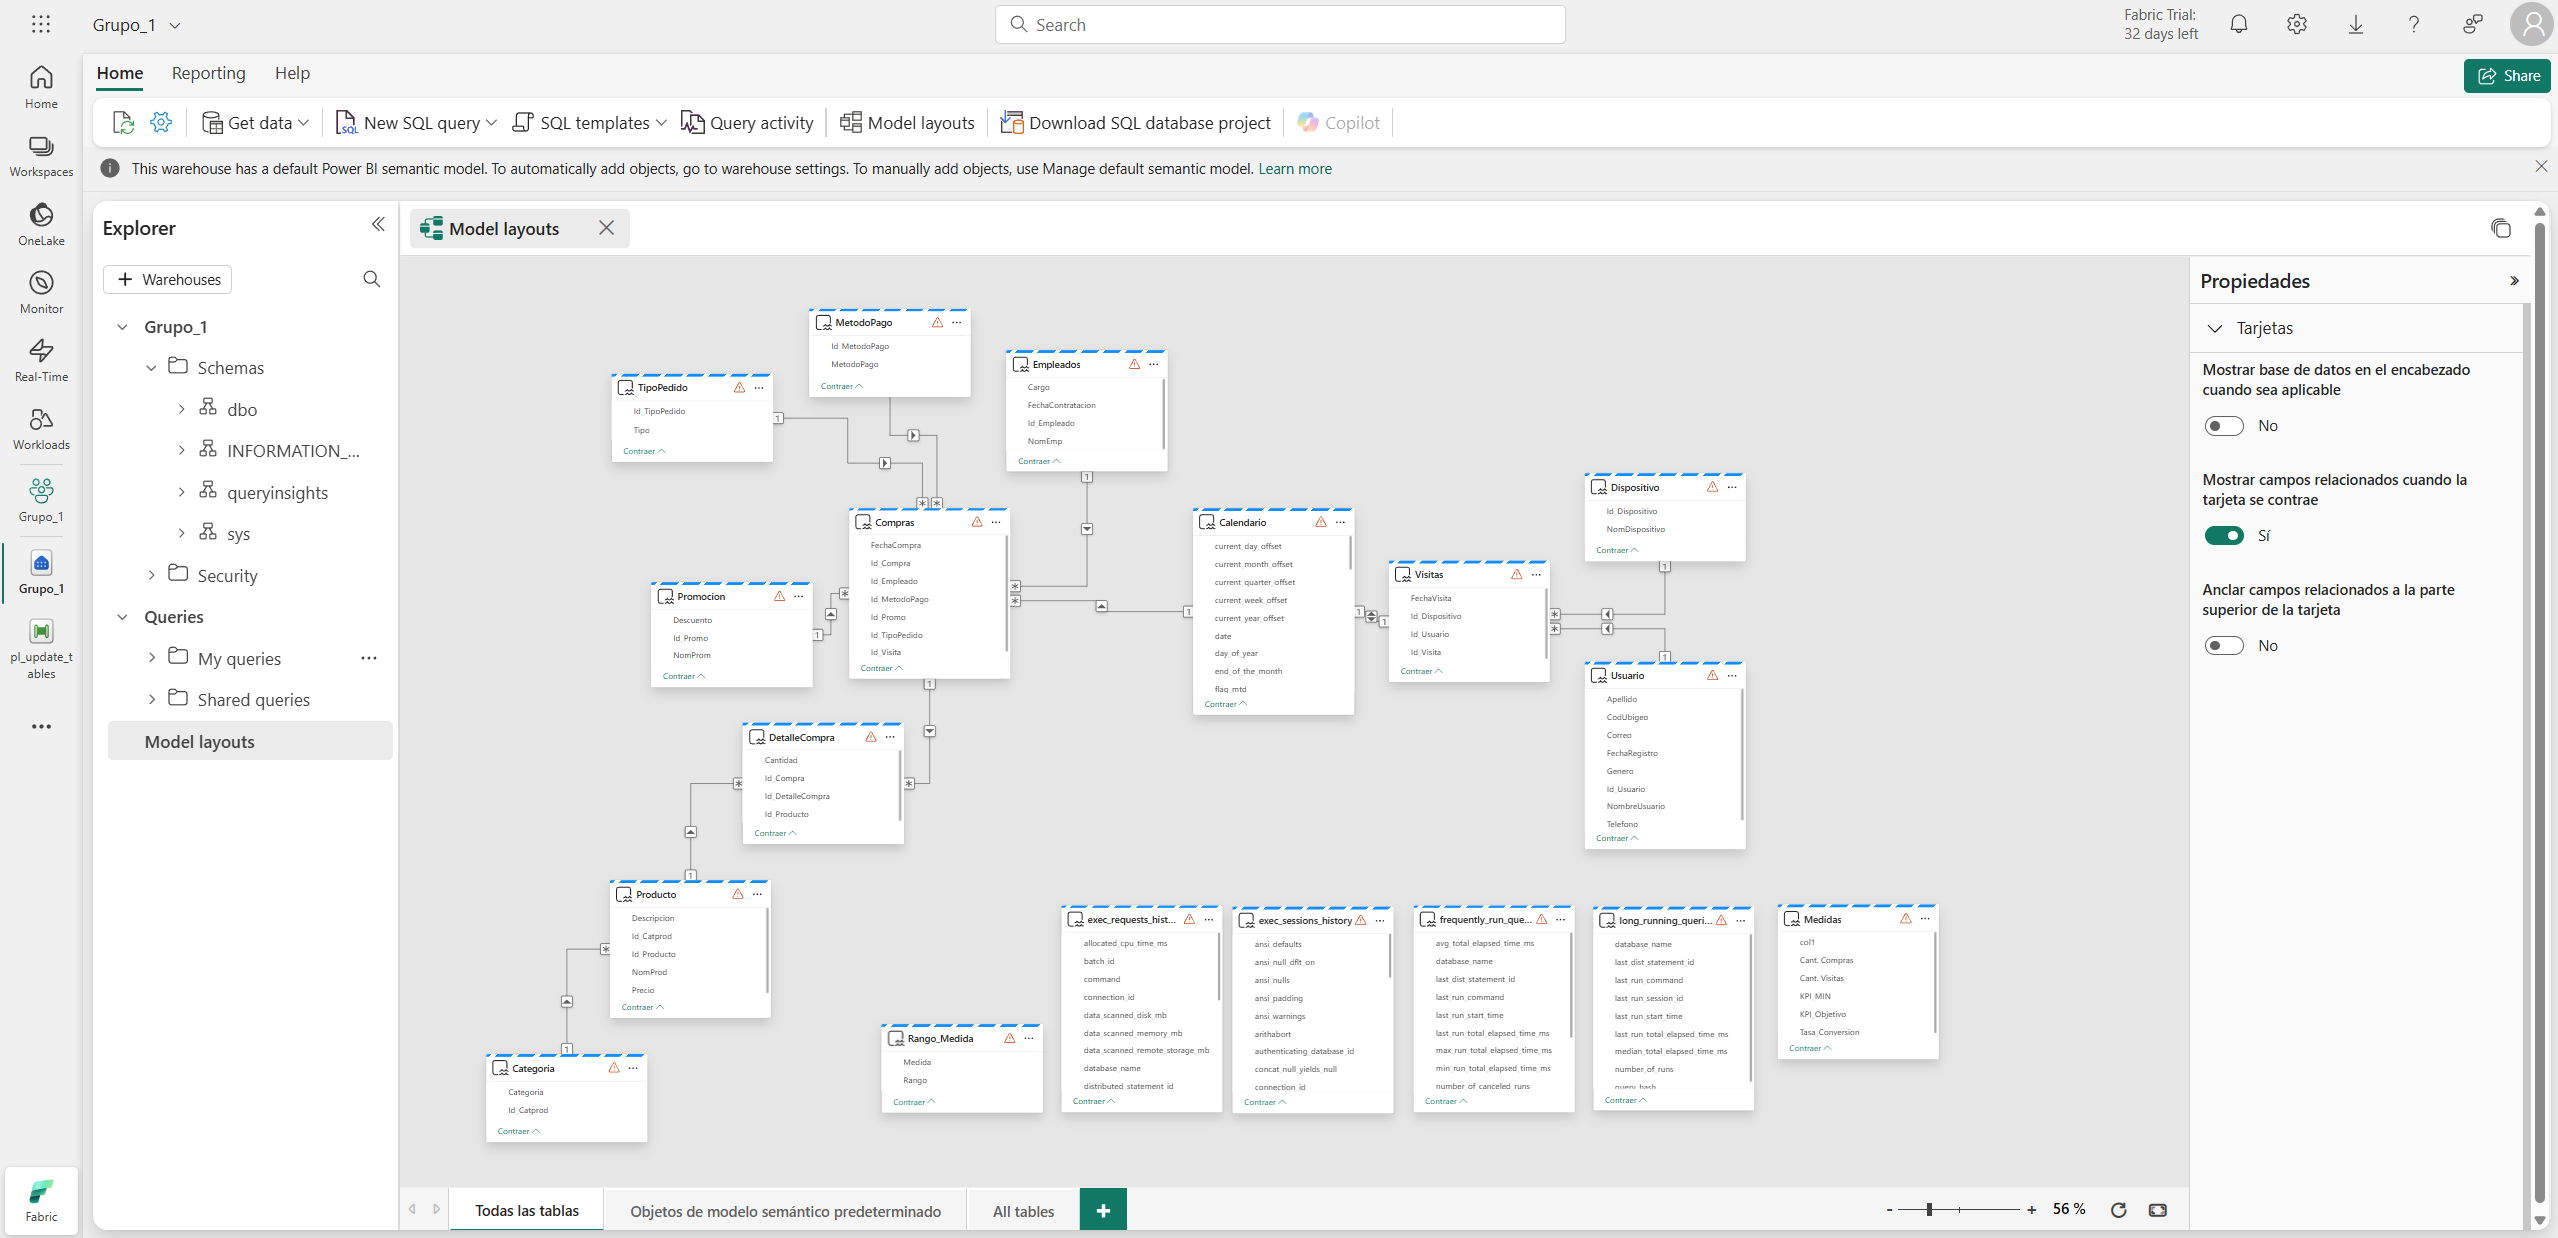 Grupo_1
Search
Fabric Trial:
32 days left
Home
Reporting
Help
Share
Get data
New SQL query
SQL templates
Query activity
Model layouts
Download SQL database project
Copilot
This warehouse has a default Power BI semantic model. To automatically add objects, go to warehouse settings. To manually add objects, use Manage default semantic model. Learn more
Home
Workspaces
OneLake
Monitor
Real-Time
Workloads
Grupo_1
Grupo_1
pl_update_t
ables
Fabric
Explorer
Warehouses
Grupo_1
Schemas
dbo
INFORMATION_...
queryinsights
sys
Security
Queries
My queries
Shared queries
Model layouts
Model layouts
MetodoPago
Id_MetodoPago
MetodoPago
Contraer
Empleados
Cargo
FechaContratacion
Id_Empleado
NomEmp
Contraer
TipoPedido
Id_TipoPedido
Tipo
Contraer
Compras
FechaCompra
Id_Compra
Id_Empleado
Id_MetodoPago
Id_Promo
Id_TipoPedido
Id_Visita
Contraer
Calendario
current_day_offset
current_month_offset
current_quarter_offset
current_week_offset
current_year_offset
date
day_of_year
end_of_the_month
flag_mtd
Contraer
Dispositivo
Id_Dispositivo
NomDispositivo
Contraer
Visitas
FechaVisita
Id_Dispositivo
Id_Usuario
Id_Visita
Contraer
Promocion
Descuento
Id_Promo
NomProm
Contraer
Usuario
Apellido
CodUbigeo
Correo
FechaRegistro
Genero
Id_Usuario
NombreUsuario
Telefono
Contraer
DetalleCompra
Cantidad
Id_Compra
Id_DetalleCompra
Id_Producto
Contraer
Producto
Descripcion
Id_Catprod
Id_Producto
NomProd
Precio
Contraer
Categoria
Categoria
Id_Catprod
Contraer
Rango_Medida
Medida
Rango
Contraer
exec_requests_hist...
allocated_cpu_time_ms
batch_id
command
connection_id
data_scanned_disk_mb
data_scanned_memory_mb
data_scanned_remote_storage_mb
database_name
distributed_statement_id
Contraer
exec_sessions_history
ansi_defaults
ansi_null_dflt_on
ansi_nulls
ansi_padding
ansi_warnings
arithabort
authenticating_database_id
concat_null_yields_null
connection_id
Contraer
frequently_run_que...
avg_total_elapsed_time_ms
database_name
last_dist_statement_id
last_run_command
last_run_start_time
last_run_total_elapsed_time_ms
max_run_total_elapsed_time_ms
min_run_total_elapsed_time_ms
number_of_canceled_runs
Contraer
long_running_queri...
database_name
last_dist_statement_id
last_run_command
last_run_session_id
last_run_start_time
last_run_total_elapsed_time_ms
median_total_elapsed_time_ms
number_of_runs
query_hash
Contraer
Medidas
col1
Cant. Compras
Cant. Visitas
KPI_MIN
KPI_Objetivo
Tasa_Conversion
Contraer
Todas las tablas
Objetos de modelo semántico predeterminado
All tables
56 %
Propiedades
Tarjetas
Mostrar base de datos en el encabezado
cuando sea aplicable
No
Mostrar campos relacionados cuando la
tarjeta se contrae
Sí
Anclar campos relacionados a la parte
superior de la tarjeta
No